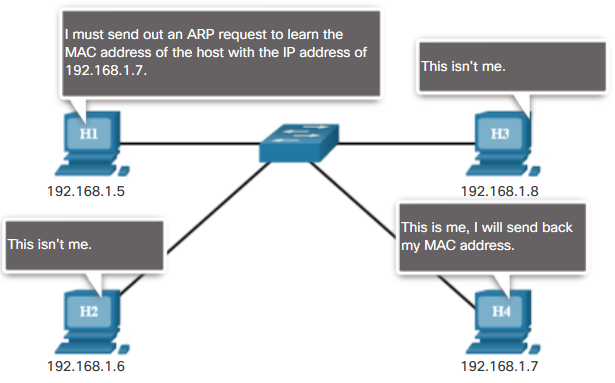 I must send out an ARP request to learn the
MAC address of the host with the IP address of
192.168.1.7.
This isn't me.
H1
H3
192.168.1.5
192.168.1.8
This isn't me.
This is me, I will send back
my MAC address.
H2
H4
192.168.1.6
192.168.1.7